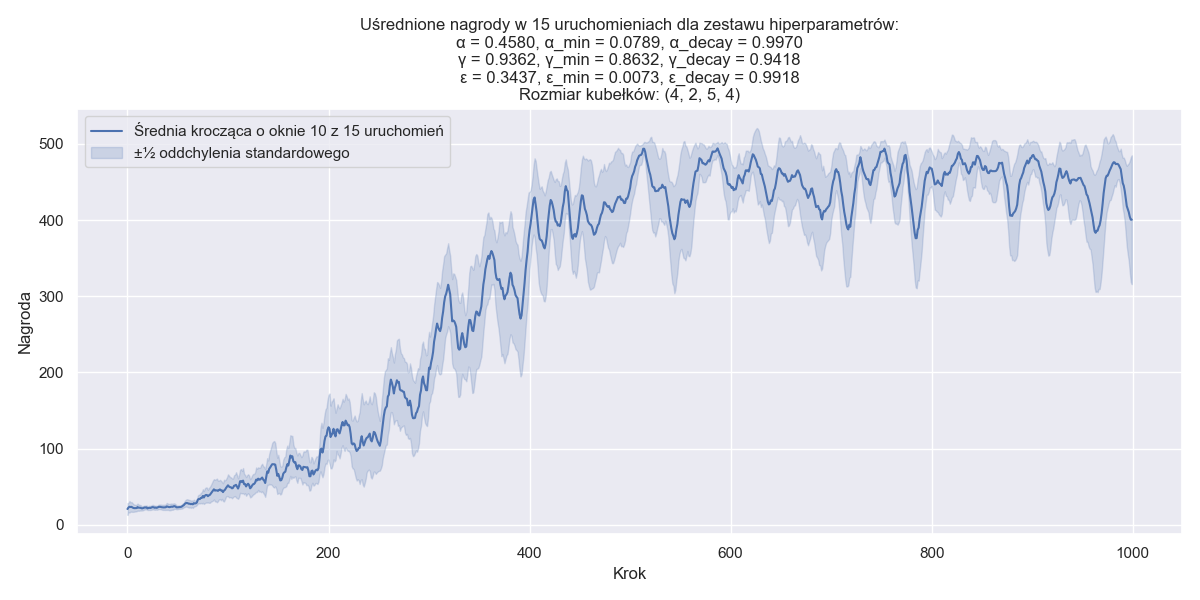 Uśrednione nagrody w 15 uruchomieniach dla zestawu hiperparametrów:
α = 0.4580, α_min = 0.0789, α_decay = 0.9970
γ = 0.9362, γ_min = 0.8632, γ_decay = 0.9418
ε = 0.3437, ε_min = 0.0073, ε_decay = 0.9918
Rozmiar kubełków: (4, 2, 5, 4)
Średnia krocząca o oknie 10 z 15 uruchomień
±½ oddchylenia standardowego
500
400
300
200
100
0
Nagroda
0 200 400 600 800 1000
Krok